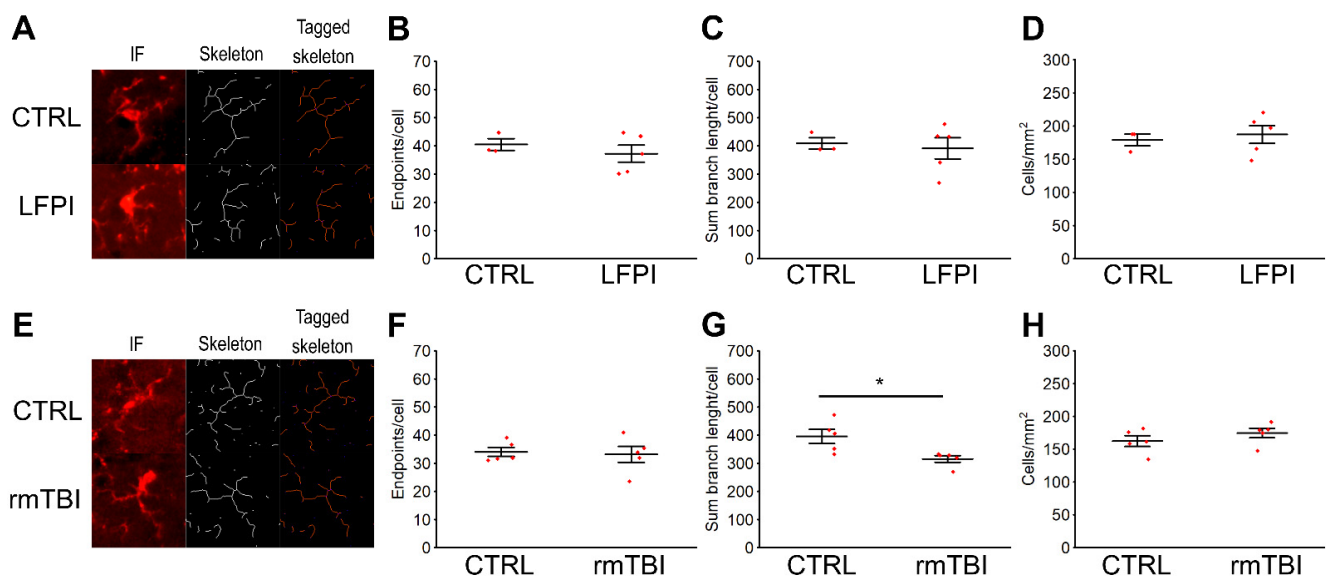 A
IF
Skeleton
Tagged
skeleton
CTRL
LFPI
B
Endpoints/cell
70
60
50
40
30
20
10
0
CTRL
LFPI
C
Sum branch lenght/cell
700
600
500
400
300
200
100
0
CTRL
LFPI
D
Cells/mm²
300
250
200
150
100
50
0
CTRL
LFPI
E
IF
Skeleton
Tagged
skeleton
CTRL
rmTBI
F
Endpoints/cell
70
60
50
40
30
20
10
0
CTRL
rmTBI
G
Sum branch lenght/cell
700
600
500
400
300
200
100
0
*
CTRL
rmTBI
H
Cells/mm²
300
250
200
150
100
50
0
CTRL
rmTBI